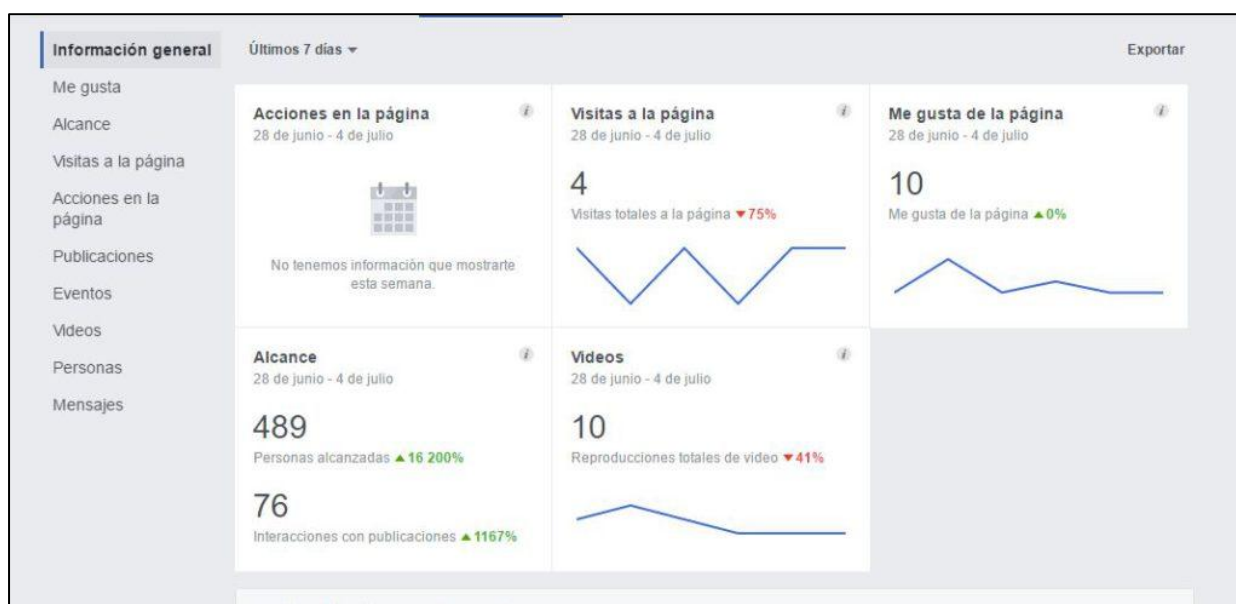 Información general
Me gusta
Alcance
Visitas a la página
Acciones en la
página
Publicaciones
Eventos
Videos
Personas
Mensajes
Últimos 7 días
Exportar
Acciones en la página
28 de junio - 4 de julio
No tenemos información que mostrarte
esta semana.
Visitas a la página
28 de junio - 4 de julio
4
Visitas totales a la página ▼75%
Me gusta de la página
28 de junio - 4 de julio
10
Me gusta de la página ▲0%
Alcance
28 de junio - 4 de julio
489
Personas alcanzadas ▲16 200%
76
Interacciones con publicaciones ▲1167%
Videos
28 de junio - 4 de julio
10
Reproducciones totales de video ▼41%